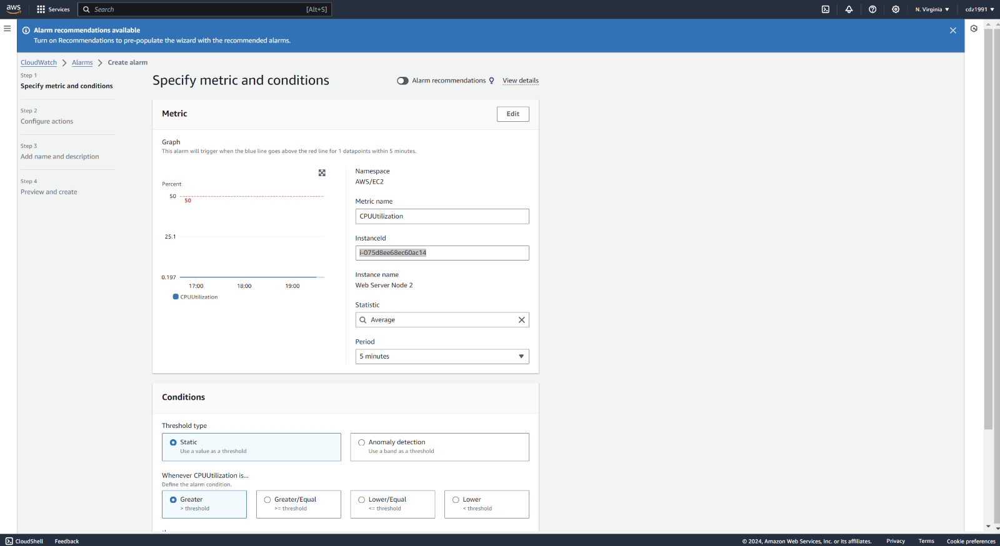 aws
Services
Search
[Alt+S]
N. Virginia
cdz1991
Alarm recommendations available
Turn on Recommendations to pre-populate the wizard with the recommended alarms.
CloudWatch
Alarms
Create alarm
Step 1
Specify metric and conditions
Step 2
Configure actions
Step 3
Add name and description
Step 4
Preview and create
Specify metric and conditions
Alarm recommendations
View details
Metric
Edit
Graph
This alarm will trigger when the blue line goes above the red line for 1 datapoints within 5 minutes.
Percent
50
50
25.1
0.197
17:00
18:00
19:00
CPUUtilization
Namespace
AWS/EC2
Metric name
CPUUtilization
InstanceId
i-075d8ee68ec60ac14
Instance name
Web Server Node 2
Statistic
Average
Period
5 minutes
Conditions
Threshold type
Static
Use a value as a threshold
Anomaly detection
Use a band as a threshold
Whenever CPUUtilization is...
Define the alarm condition.
Greater
> threshold
Greater/Equal
>= threshold
Lower/Equal
<= threshold
Lower
< threshold
CloudShell
Feedback
© 2024, Amazon Web Services, Inc. or its affiliates.
Privacy
Terms
Cookie preferences